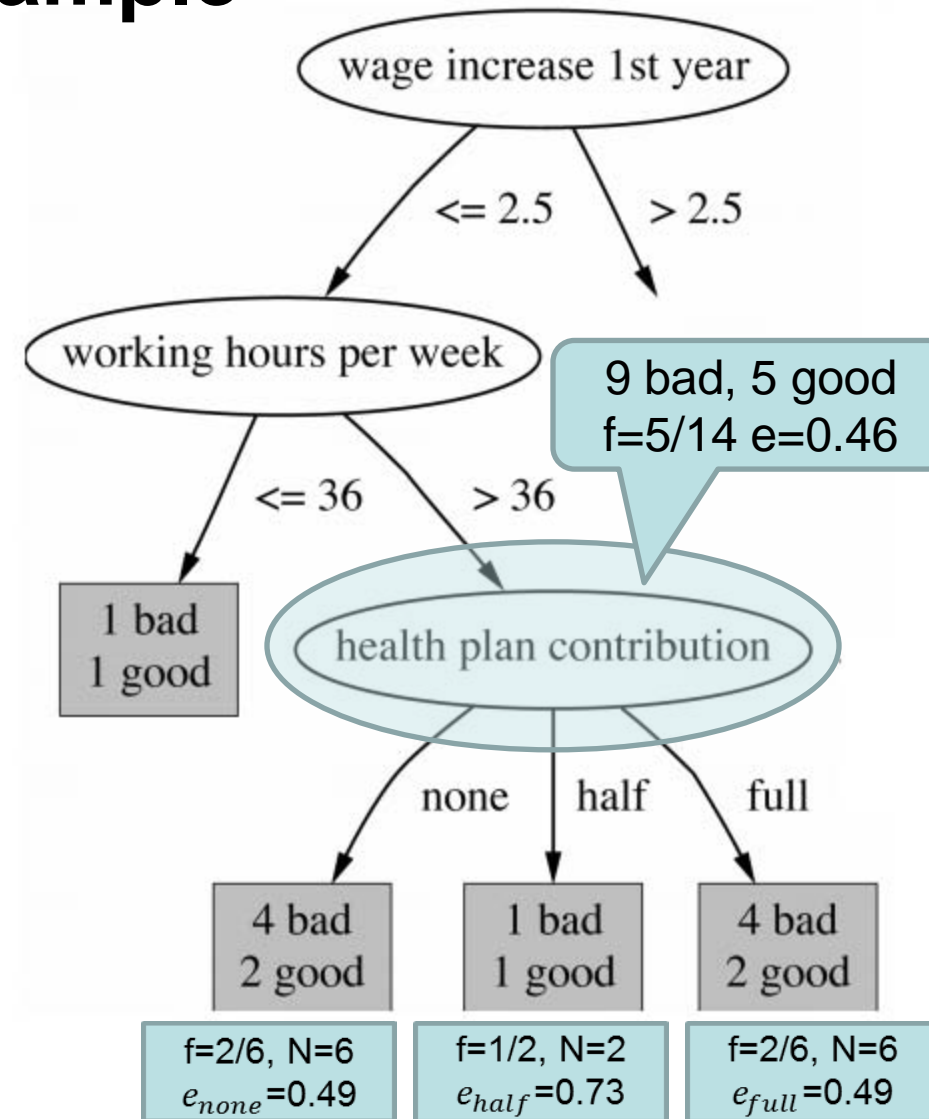 wage increase 1st year
<= 2.5
> 2.5
working hours per week
9 bad, 5 good
f=5/14 e=0.46
<= 36
> 36
1 bad
1 good
health plan contribution
none
half
full
4 bad
2 good
1 bad
1 good
4 bad
2 good
f=2/6, N=6
e_none=0.49
f=1/2, N=2
e_half=0.73
f=2/6, N=6
e_full=0.49